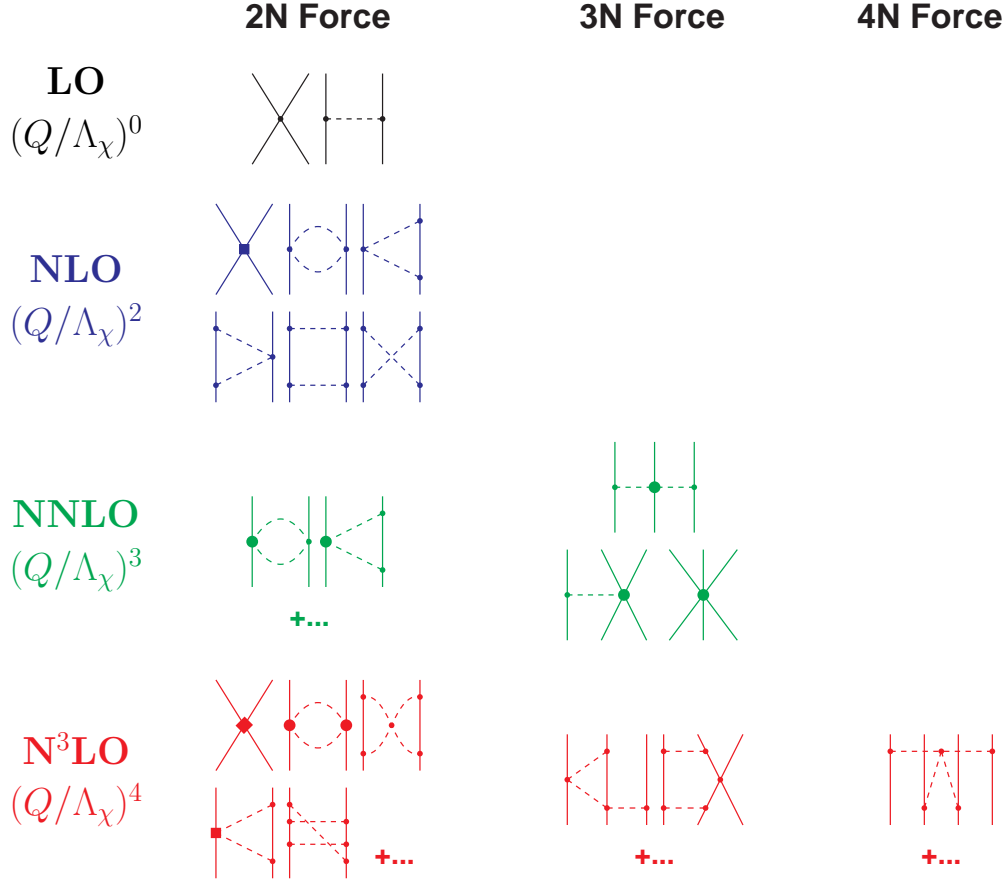 2N Force 3N Force 4N Force
LO
(Q/Λχ)⁰
NLO
(Q/Λχ)²
NNLO
(Q/Λχ)³
+...
N³LO
(Q/Λχ)⁴
+... +... +...